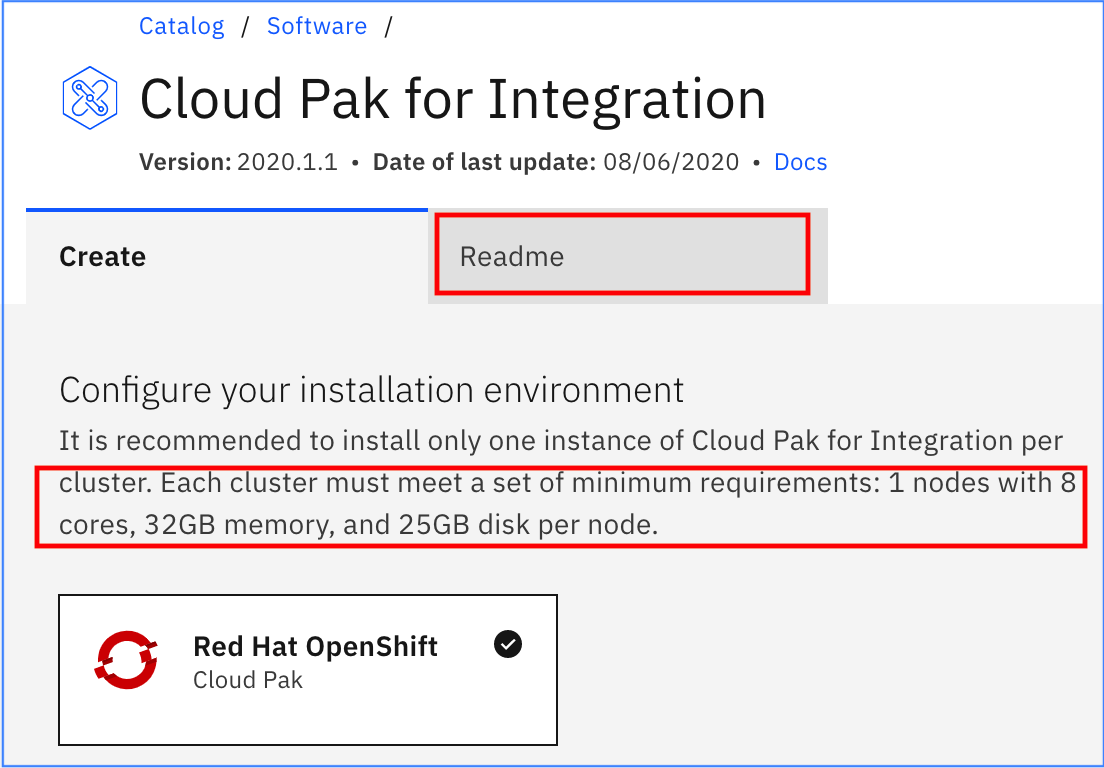 Catalog / Software /
Cloud Pak for Integration
Version: 2020.1.1 • Date of last update: 08/06/2020 • Docs
Create
Readme
Configure your installation environment
It is recommended to install only one instance of Cloud Pak for Integration per
cluster. Each cluster must meet a set of minimum requirements: 1 nodes with 8
cores, 32GB memory, and 25GB disk per node.
Red Hat OpenShift
Cloud Pak